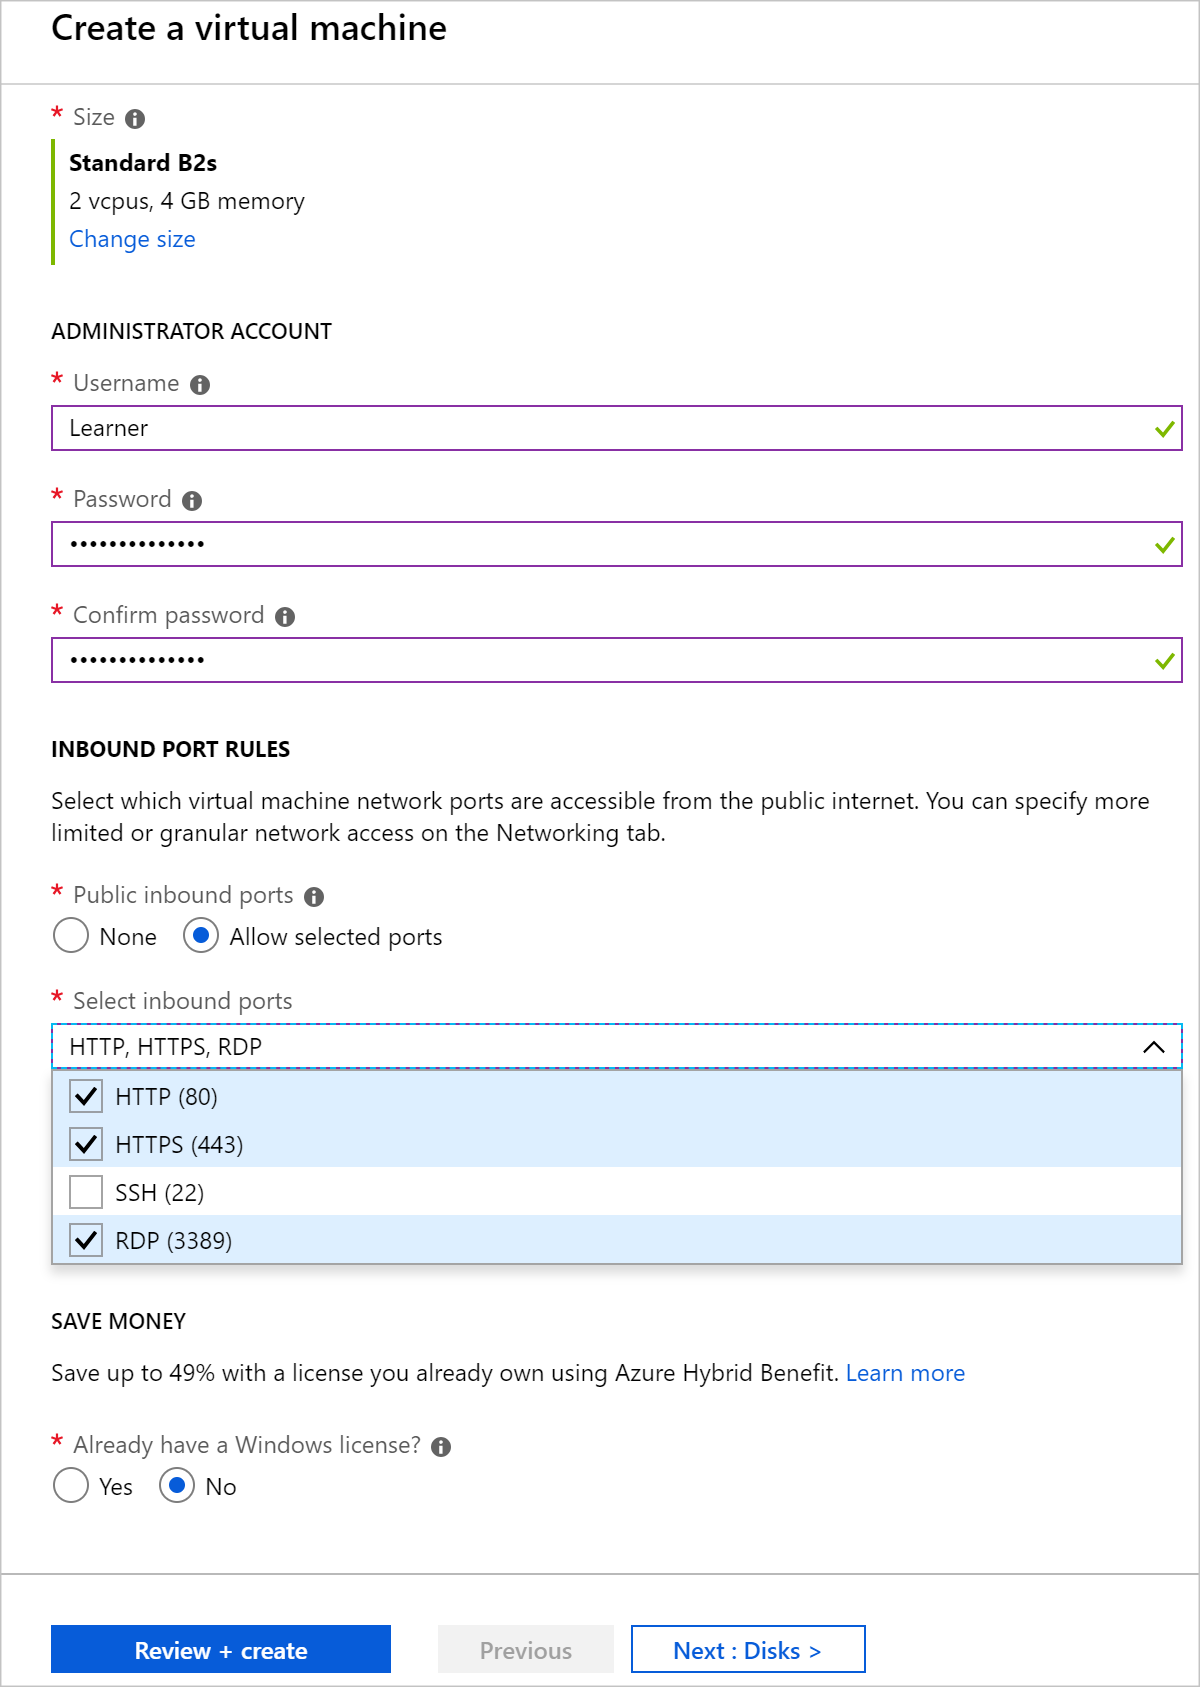 Create a virtual machine
* Size
Standard B2s
2 vcpus, 4 GB memory
Change size
ADMINISTRATOR ACCOUNT
* Username
Learner
* Password
••••••••••••••
* Confirm password
••••••••••••••
INBOUND PORT RULES
Select which virtual machine network ports are accessible from the public internet. You can specify more
limited or granular network access on the Networking tab.
* Public inbound ports
None Allow selected ports
* Select inbound ports
HTTP, HTTPS, RDP
HTTP (80)
HTTPS (443)
SSH (22)
RDP (3389)
SAVE MONEY
Save up to 49% with a license you already own using Azure Hybrid Benefit. Learn more
* Already have a Windows license?
Yes No
Review + create Previous Next : Disks >